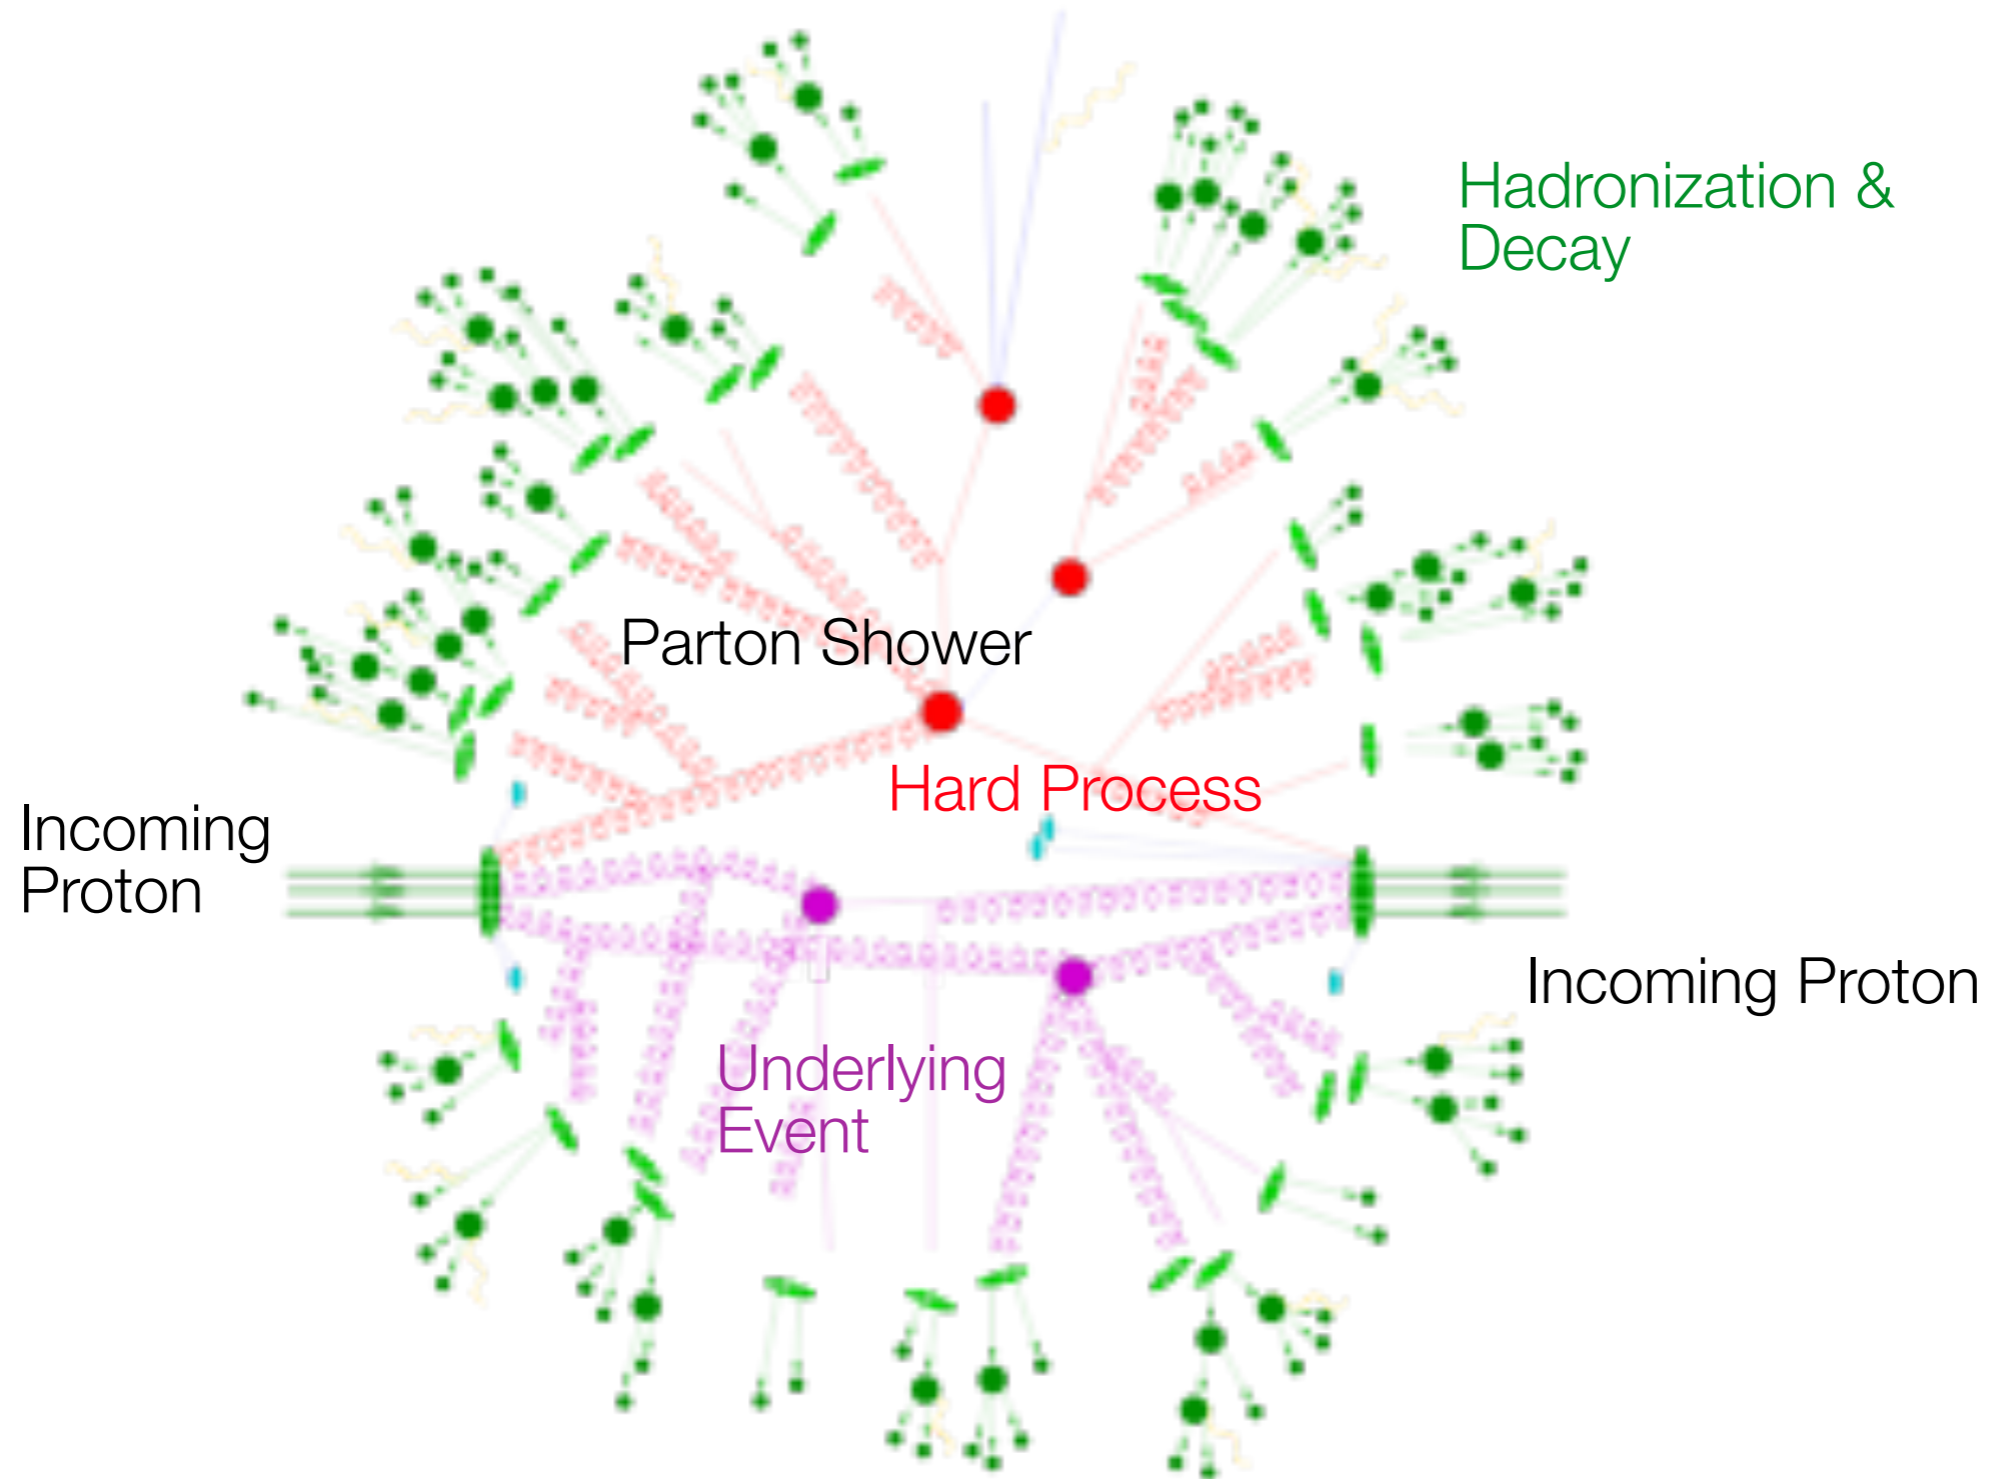 Hadronization &
Decay
Parton Shower
Hard Process
Incoming
Proton
Incoming Proton
Underlying
Event